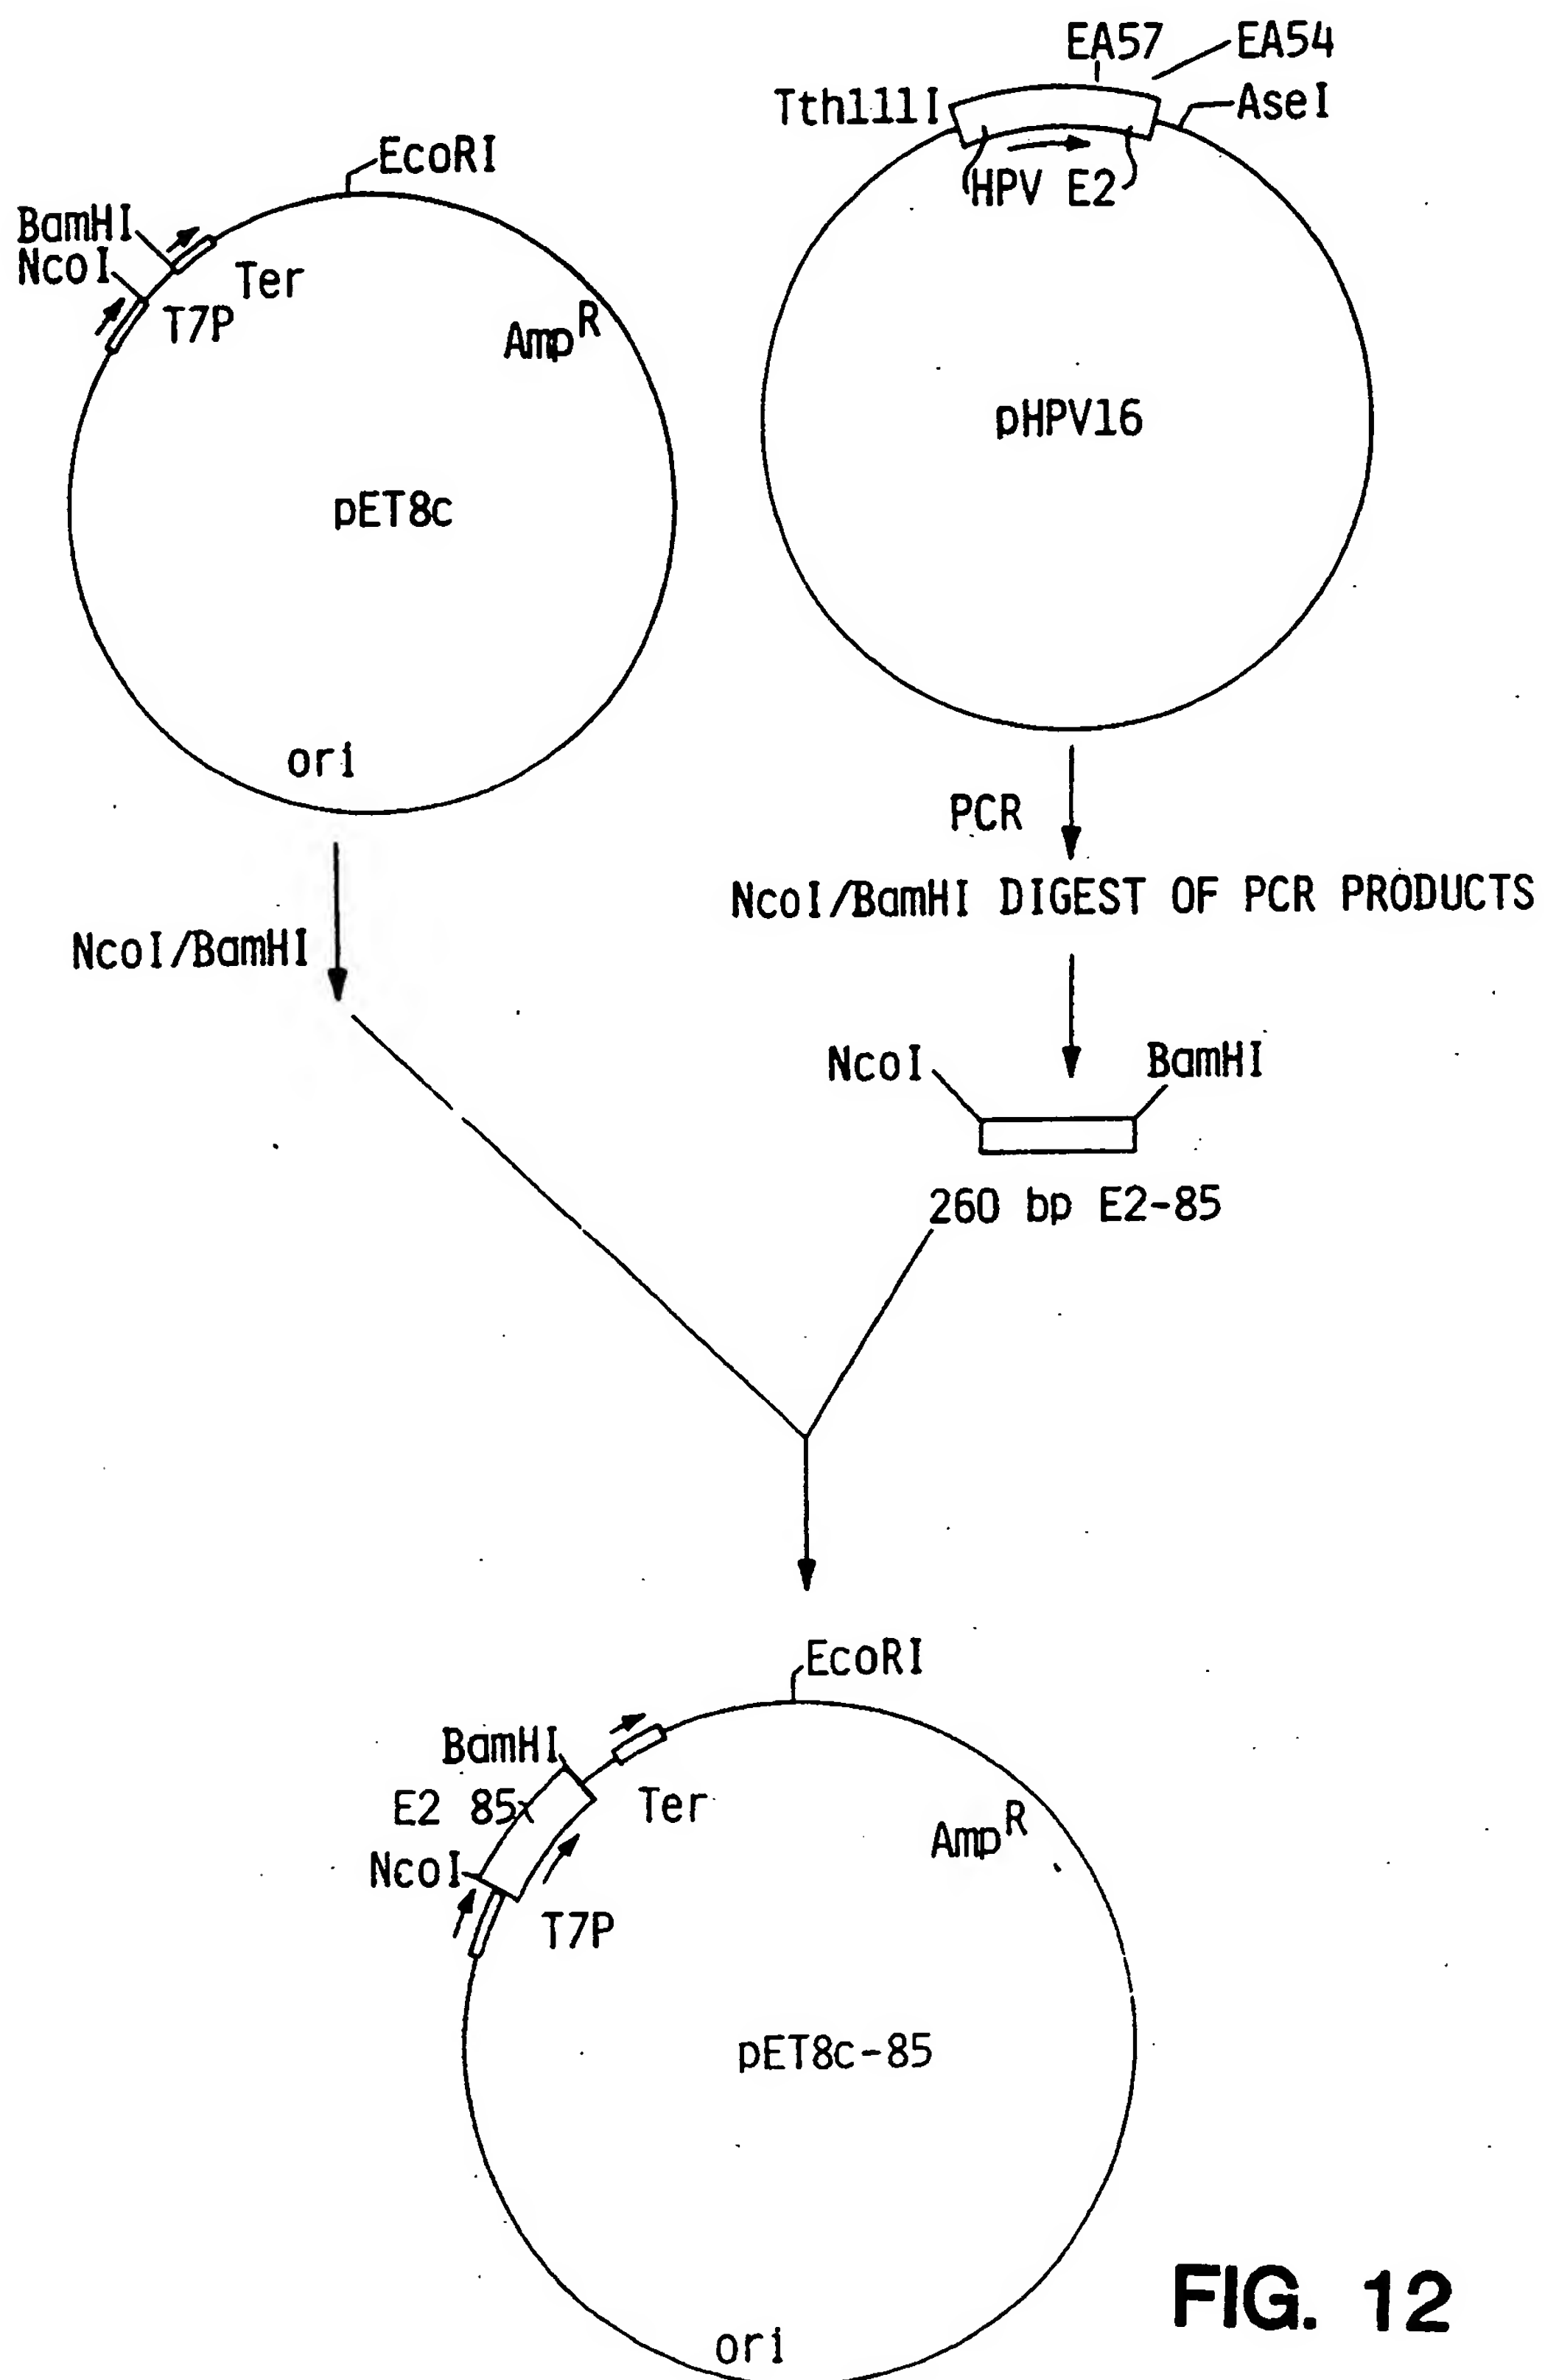 EA57
EA54
Tth111I
AseI
HPV E2
EcoRI
BamHI
NcoI
Ter
T7P
Amp R
pET8c
pHPV16
ori
PCR
NcoI/BamHI DIGEST OF PCR PRODUCTS
NcoI/BamHI
NcoI
BamHI
260 bp E2-85
EcoRI
BamHI
E2 85
Ter
NcoI
T7P
Amp R
pET8c-85
ori
FIG. 12